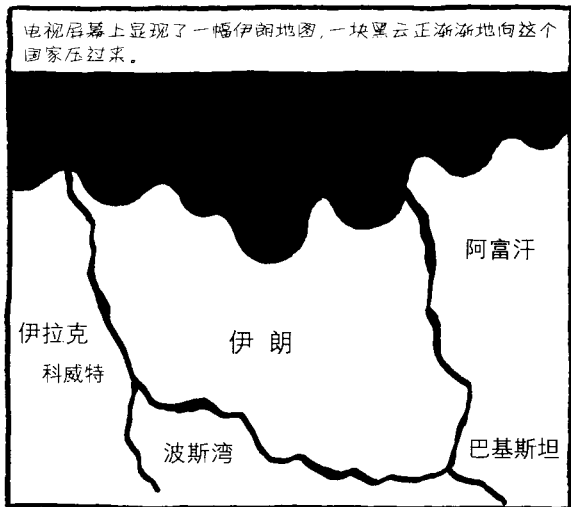 电视屏幕上显现了一幅伊朗地图,一块黑云正渐渐地向这个
国家压过来。
阿富汗
伊拉克
伊朗
科威特
波斯湾
巴基斯坦